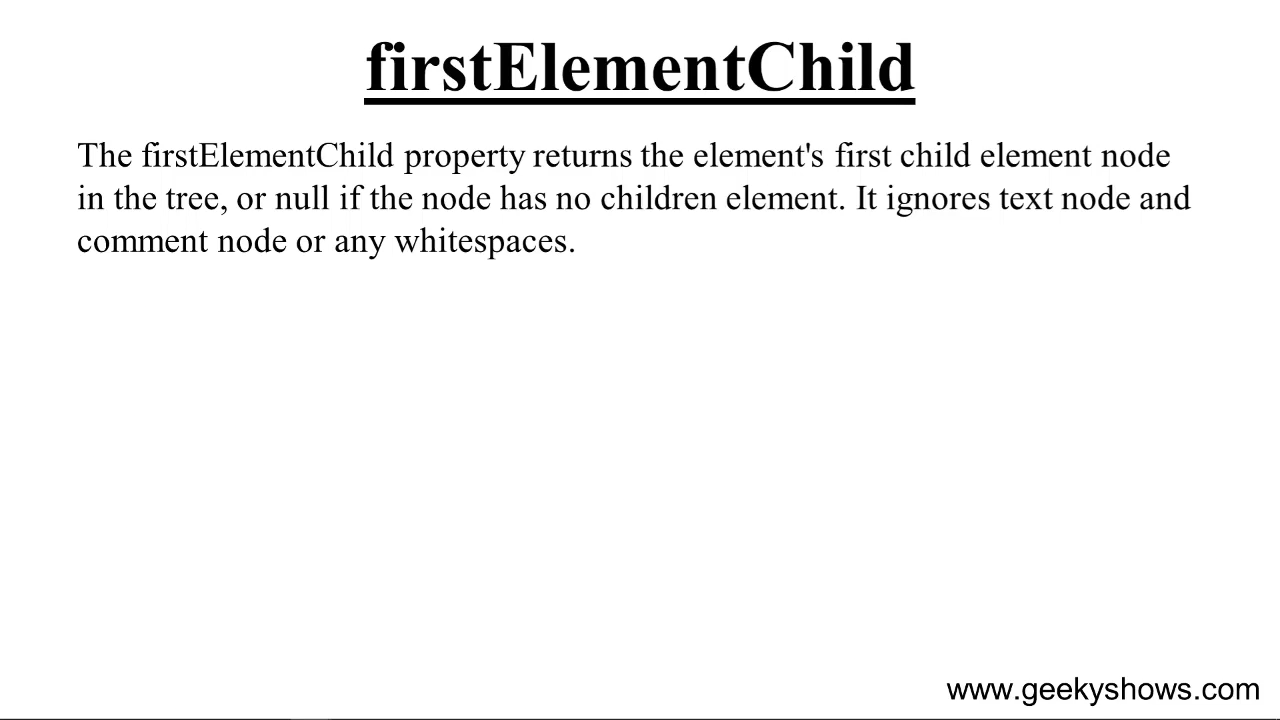 firstElementChild
The firstElementChild property returns the element's first child element node
in the tree, or null if the node has no children element. It ignores text node and
comment node or any whitespaces.
www.geekyshows.com